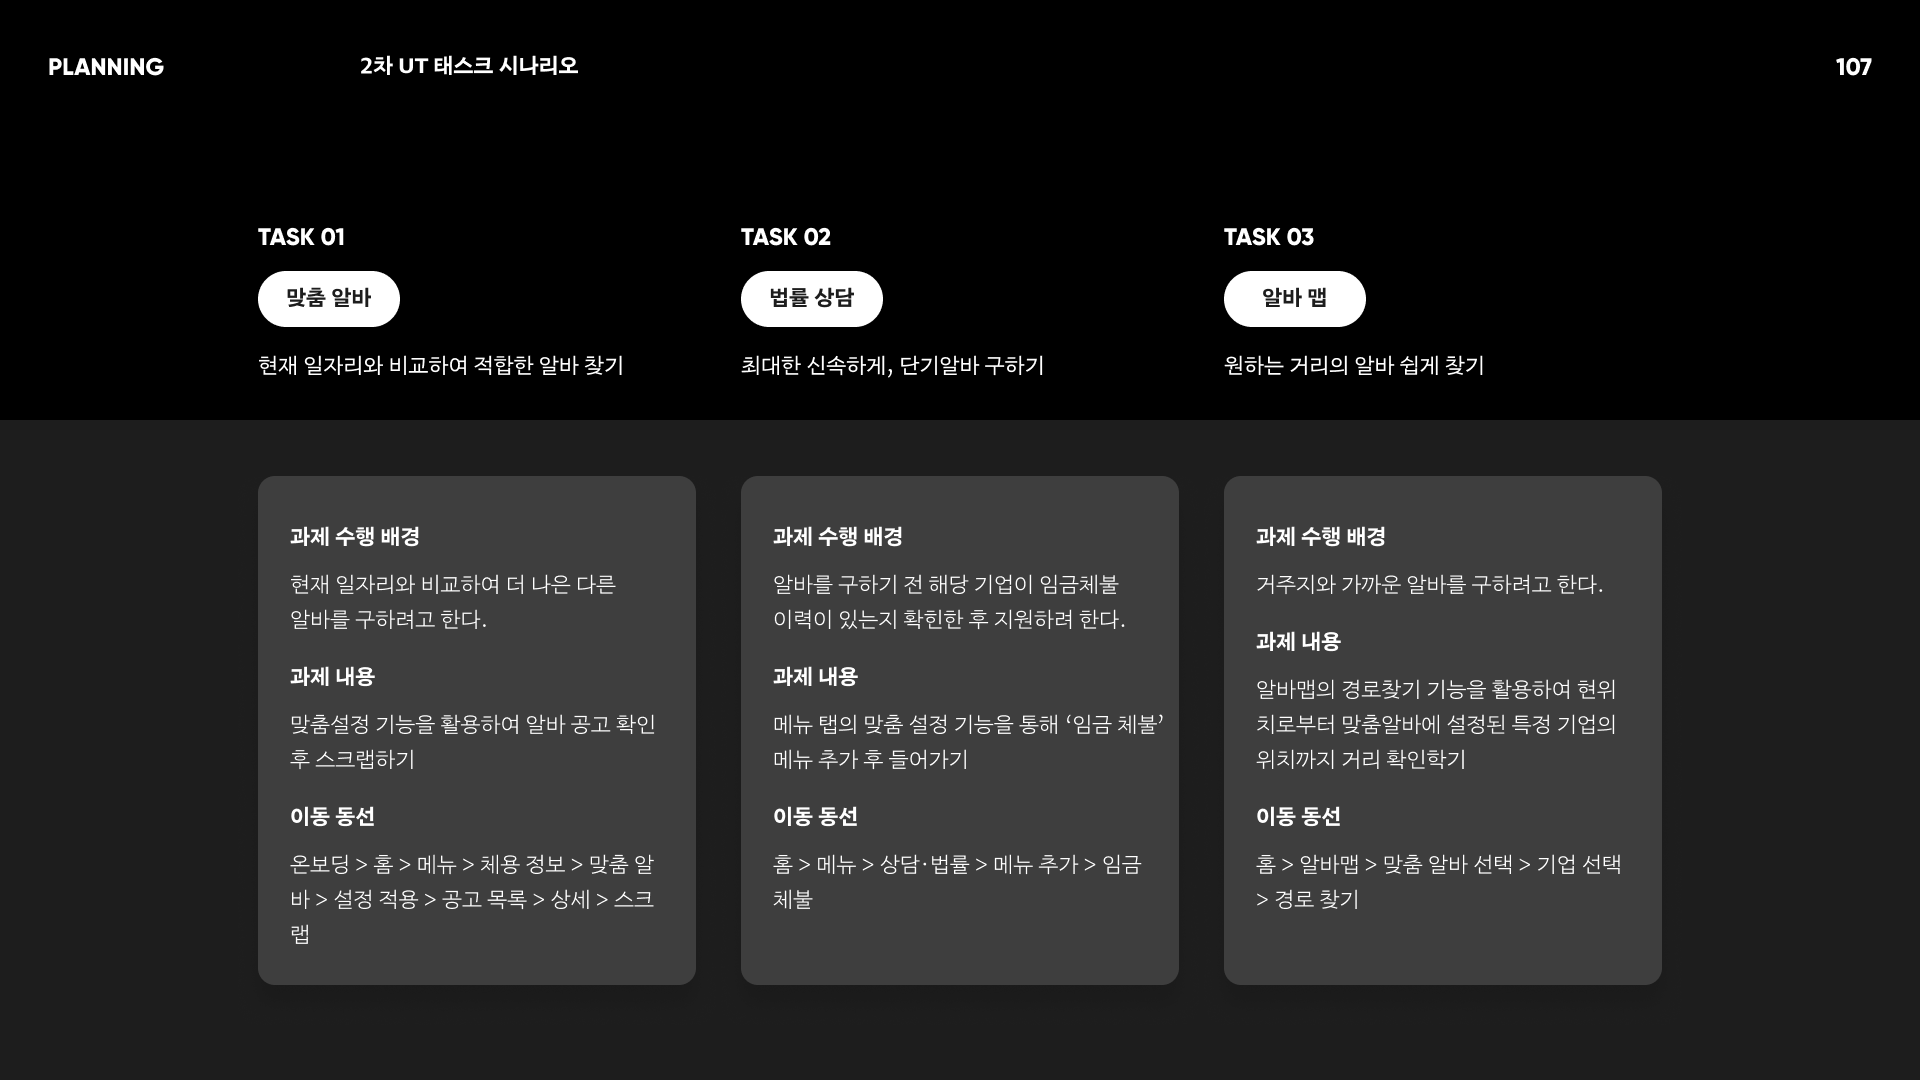 PLANNING
2차 UT 태스크 시나리오
107
TASK 01
맞춤 알바
현재 일자리와 비교하여 적합한 알바 찾기
TASK 02
법률 상담
최대한 신속하게, 단기알바 구하기
TASK 03
알바 맵
원하는 거리의 알바 쉽게 찾기
과제 수행 배경
현재 일자리와 비교하여 더 나은 다른
알바를 구하려고 한다.
과제 내용
맞춤설정 기능을 활용하여 알바 공고 확인
후 스크랩하기
이동 동선
온보딩 > 홈 > 메뉴 > 체용 정보 > 맞춤 알
바 > 설정 적용 > 공고 목록 > 상세 > 스크
랩
과제 수행 배경
알바를 구하기 전 해당 기업이 임금체불
이력이 있는지 확힌한 후 지원하려 한다.
과제 내용
메뉴 탭의 맞춤 설정 기능을 통해 ‘임금 체불’
메뉴 추가 후 들어가기
이동 동선
홈 > 메뉴 > 상담·법률 > 메뉴 추가 > 임금
체불
과제 수행 배경
거주지와 가까운 알바를 구하려고 한다.
과제 내용
알바맵의 경로찾기 기능을 활용하여 현위
치로부터 맞춤알바에 설정된 특정 기업의
위치까지 거리 확인학기
이동 동선
홈 > 알바맵 > 맞춤 알바 선택 > 기업 선택
> 경로 찾기